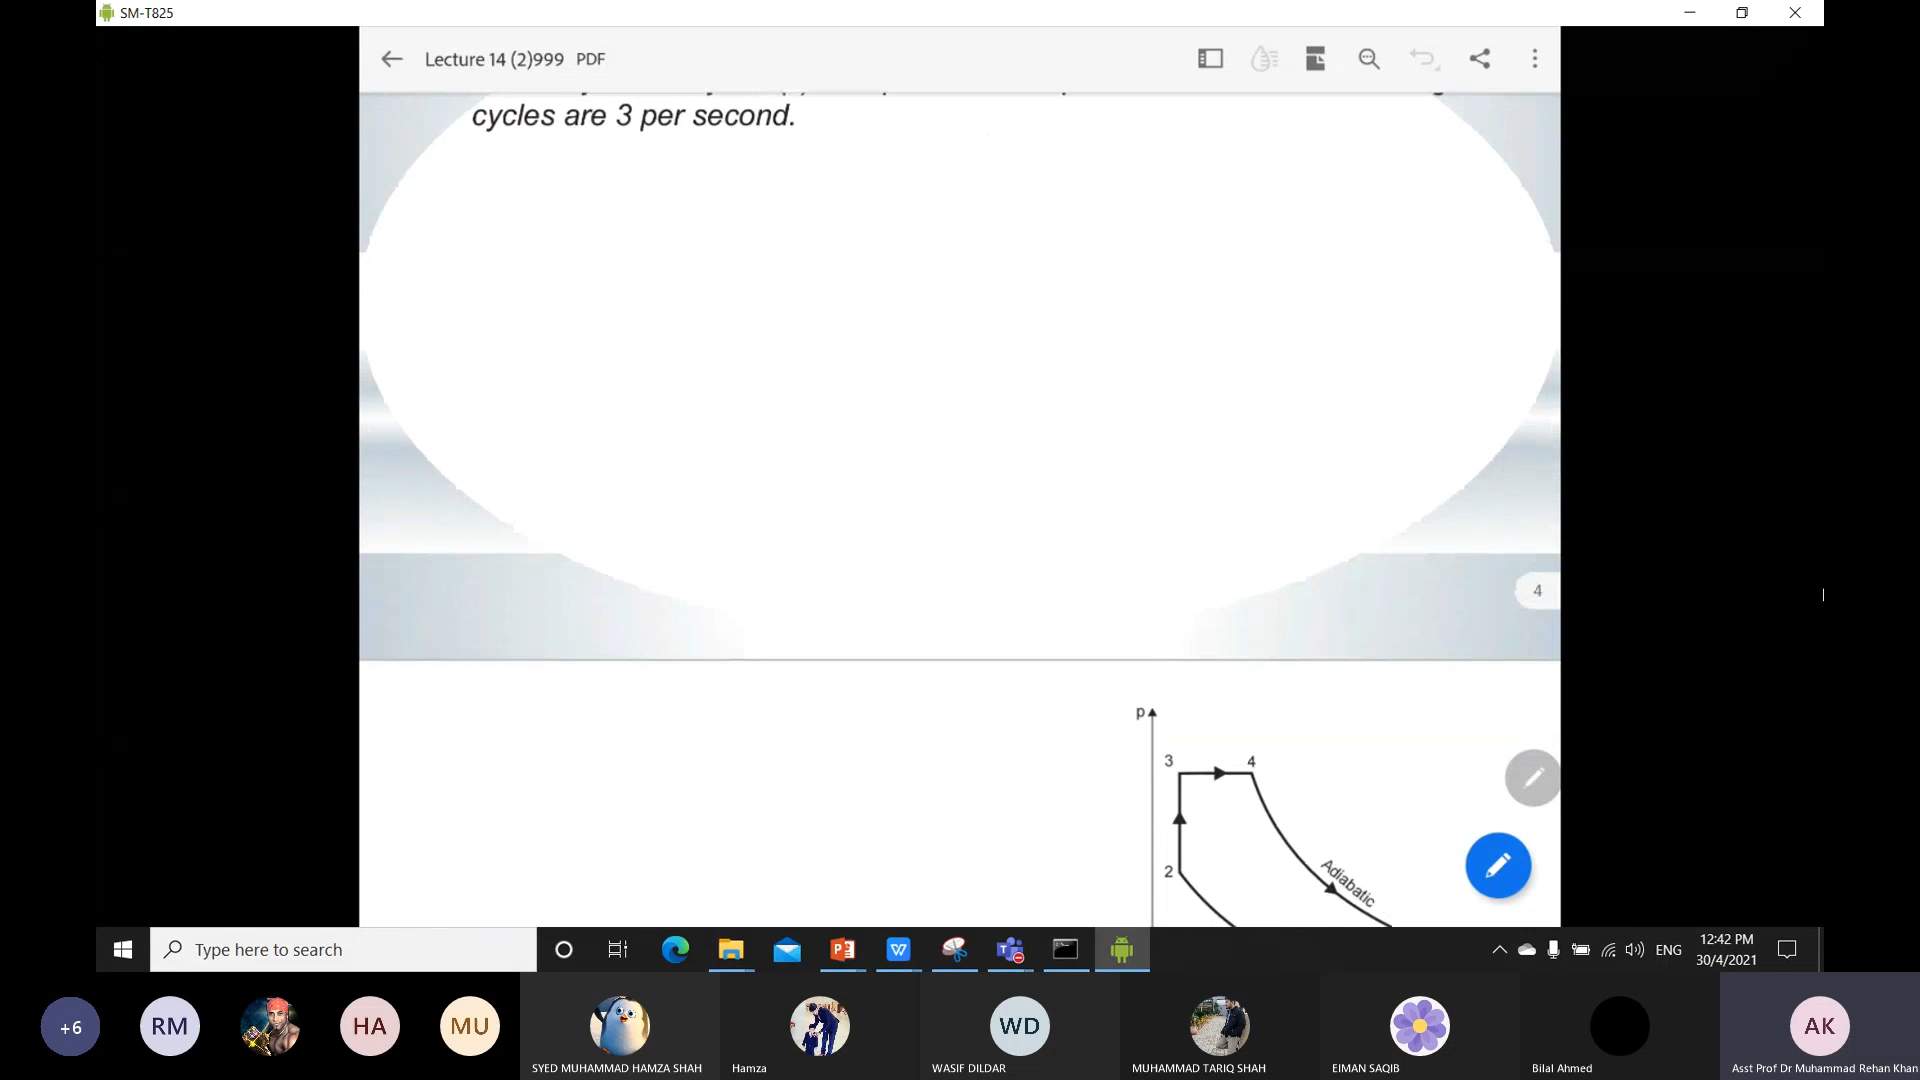 SM-T825
Lecture 14 (2)999 PDF
cycles are 3 per second.
4
p
3 4
Adiabatic
2
Type here to search
ENG
12:42 PM
30/4/2021
+6
RM
HA
MU
WD
AK
SYED MUHAMMAD HAMZA SHAH
Hamza
WASIF DILDAR
MUHAMMAD TARIQ SHAH
EIMAN SAQIB
Bilal Ahmed
Asst Prof Dr Muhammad Rehan Khan